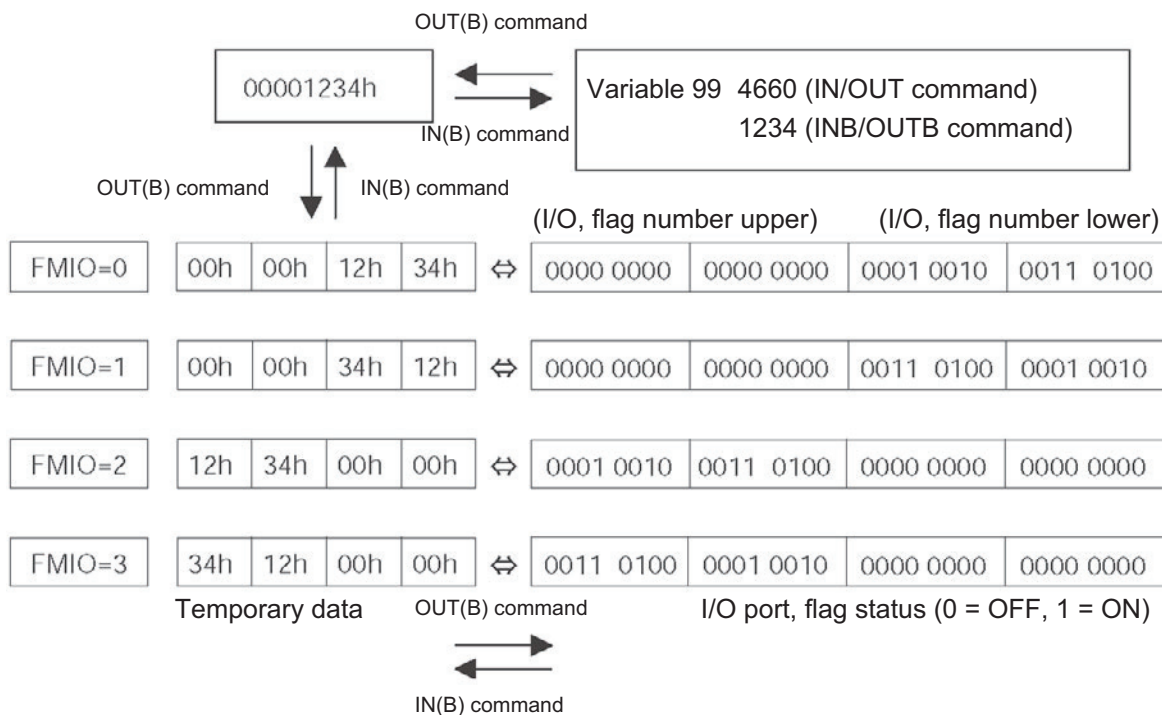 OUT(B) command
00001234h
Variable 99 4660 (IN/OUT command)
1234 (INB/OUTB command)
IN(B) command
OUT(B) command IN(B) command
(I/O, flag number upper) (I/O, flag number lower)
FMIO=0 00h 00h 12h 34h ⇔ 0000 0000 0000 0000 0001 0010 0011 0100
FMIO=1 00h 00h 34h 12h ⇔ 0000 0000 0000 0000 0011 0100 0001 0010
FMIO=2 12h 34h 00h 00h ⇔ 0001 0010 0011 0100 0000 0000 0000 0000
FMIO=3 34h 12h 00h 00h ⇔ 0011 0100 0001 0010 0000 0000 0000 0000
Temporary data OUT(B) command I/O port, flag status (0 = OFF, 1 = ON)
IN(B) command